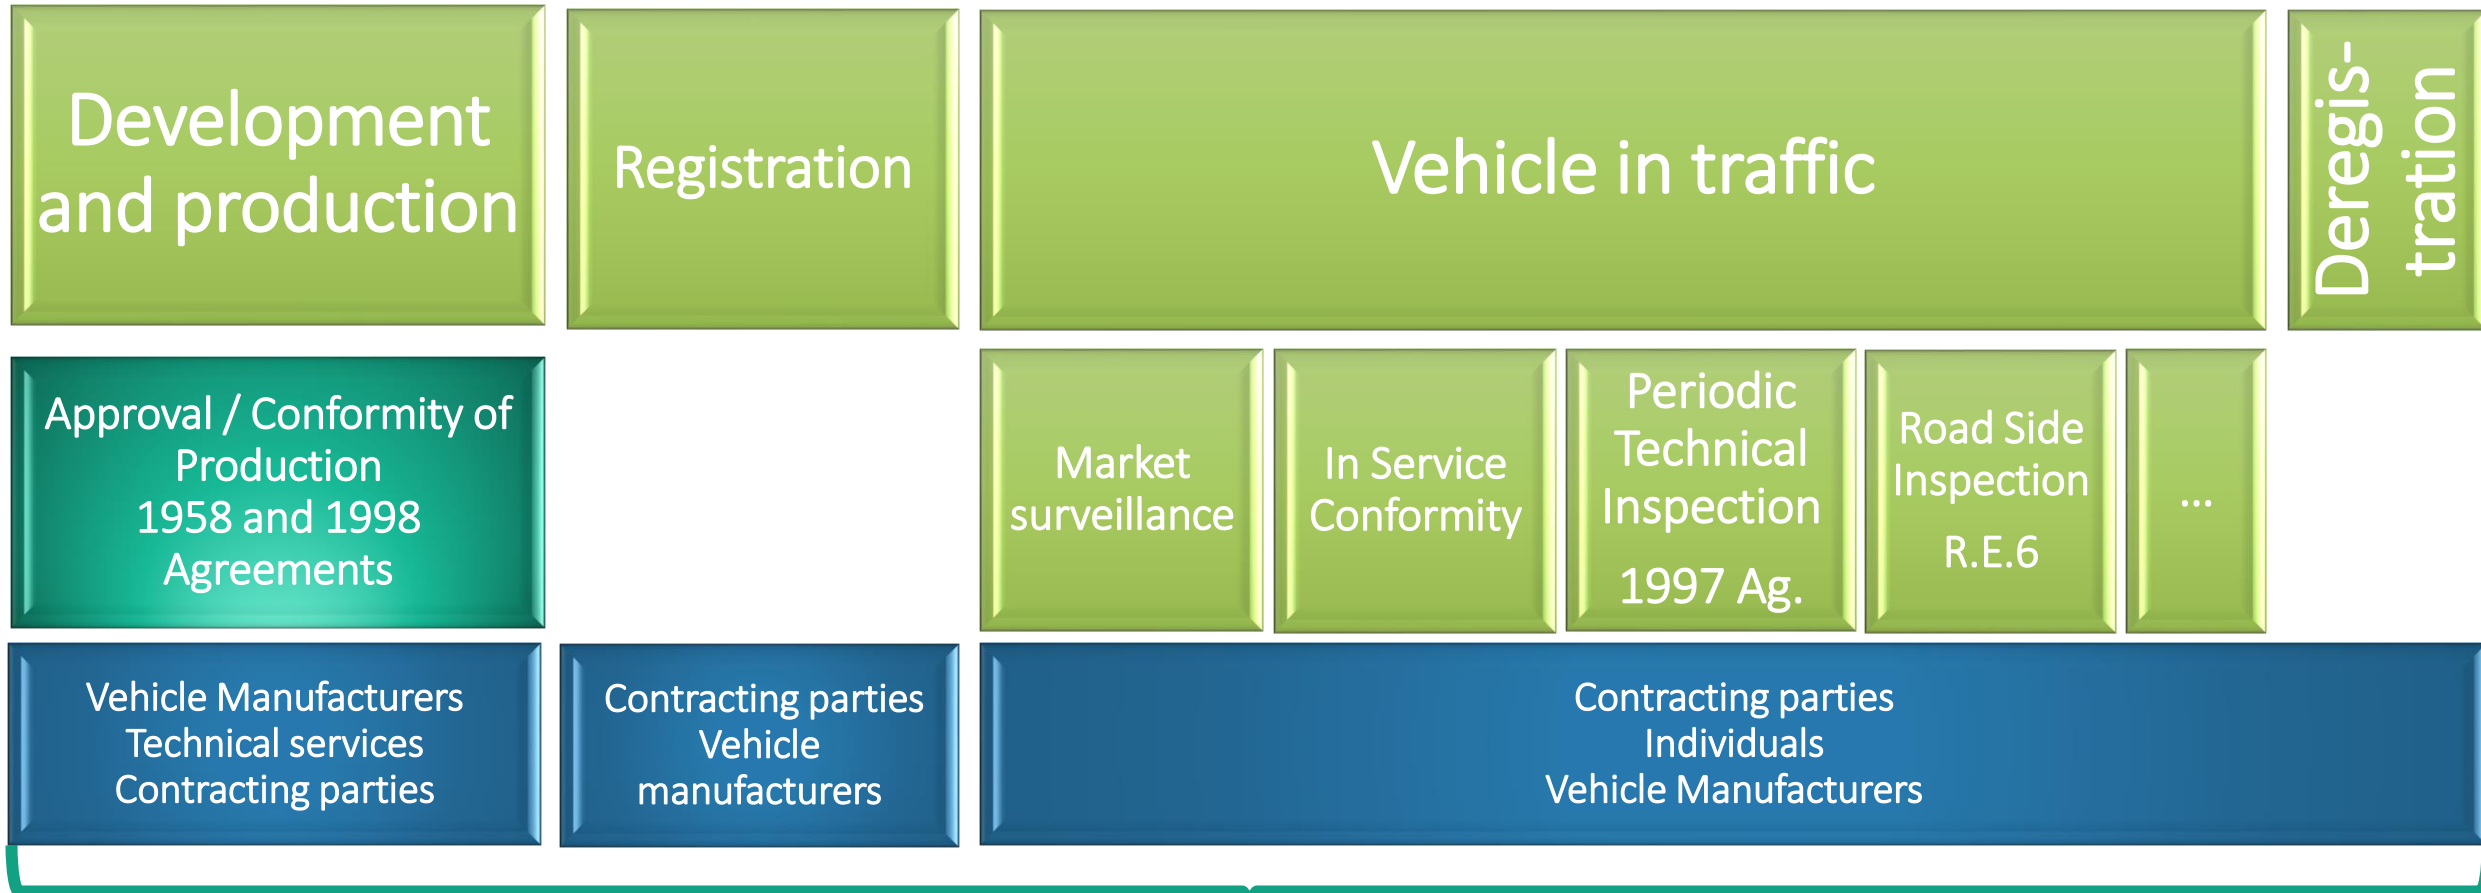 Development
and production
Registration
Vehicle in traffic
Deregis-
tration
Approval / Conformity of
Production
1958 and 1998
Agreements
Market
surveillance
In Service
Conformity
Periodic
Technical
Inspection
1997 Ag.
Road Side
Inspection
R.E.6
...
Vehicle Manufacturers
Technical services
Contracting parties
Contracting parties
Vehicle
manufacturers
Contracting parties
Individuals
Vehicle Manufacturers